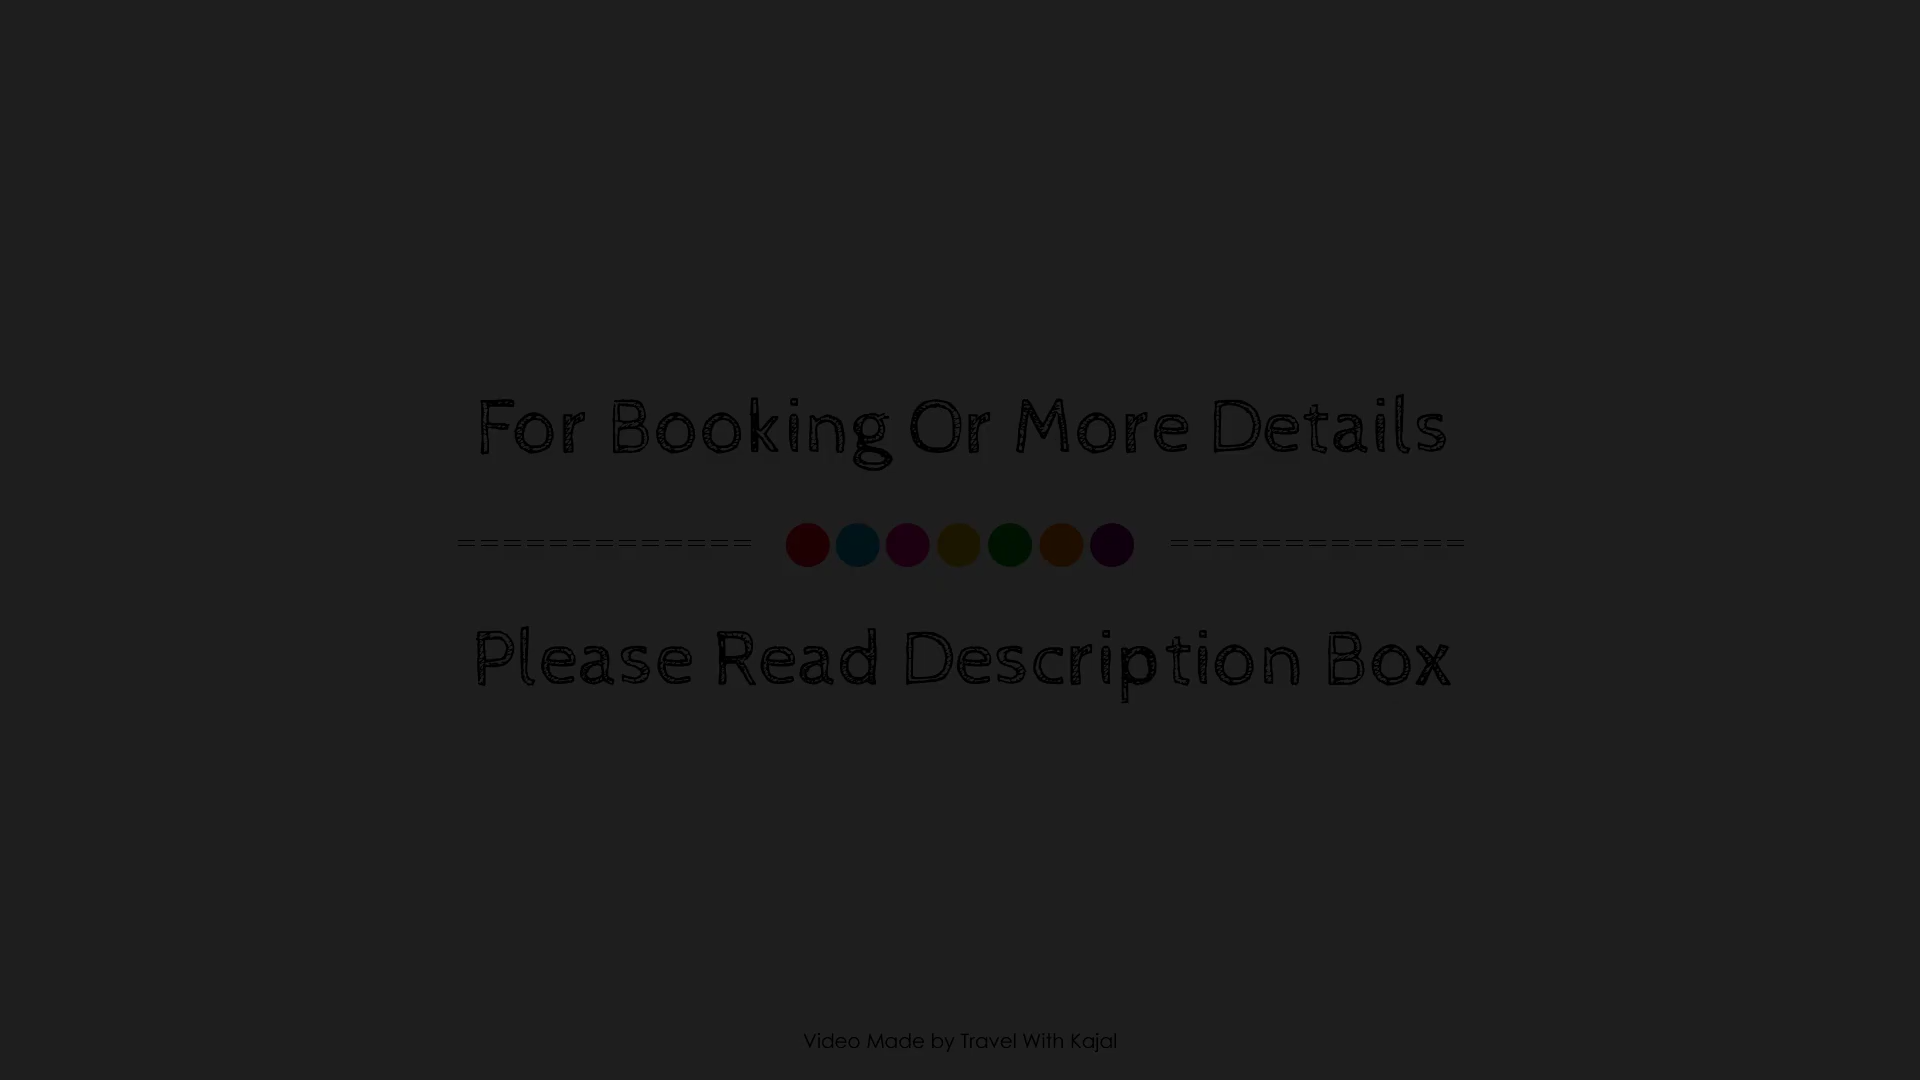 For Booking Or More Details
============= =============
Please Read Description Box
Video Made by Travel With Kajal